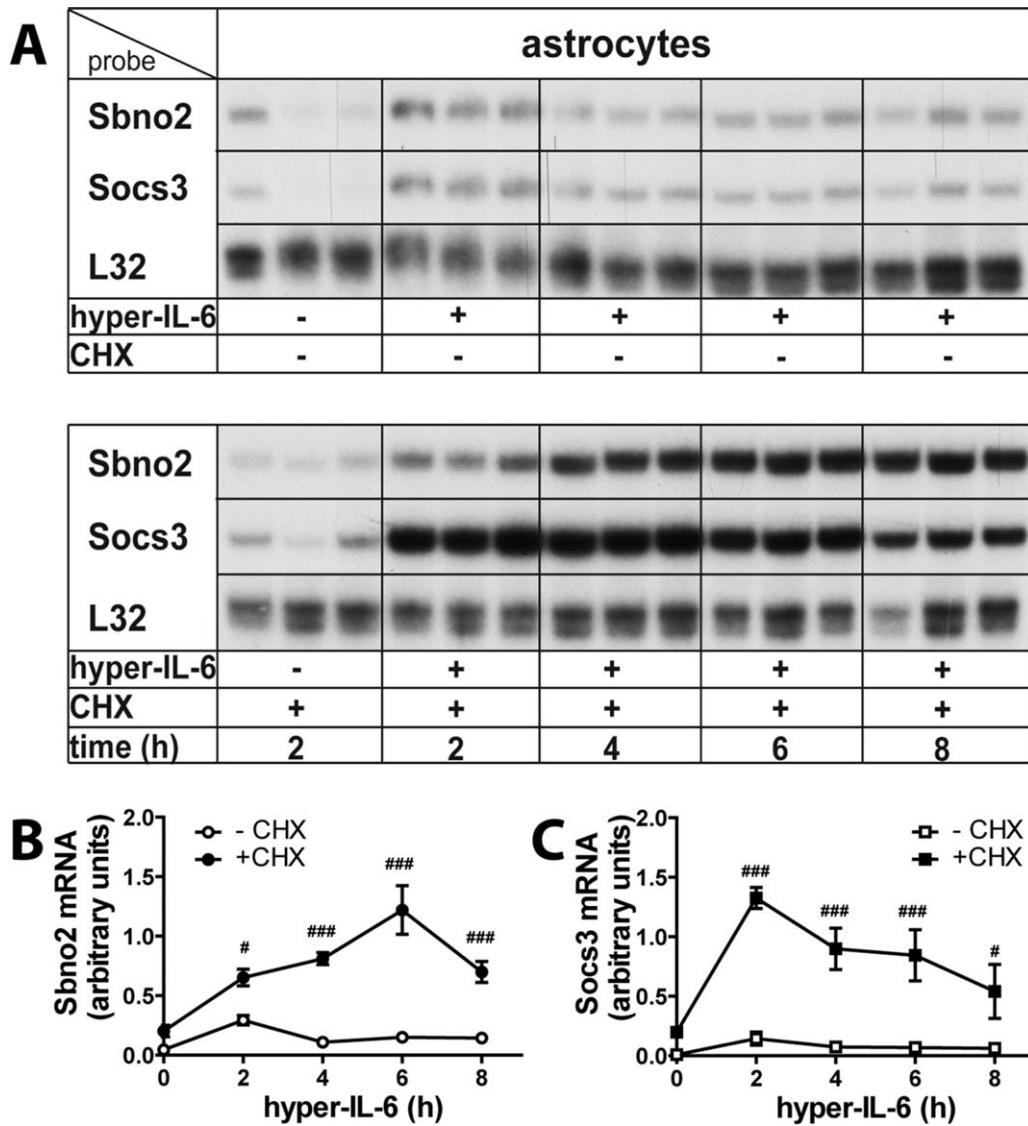 A
probe
astrocytes
Sbno2
Socs3
L32
hyper-IL-6 - + + + +
CHX - - - - -
Sbno2
Socs3
L32
hyper-IL-6 - + + + +
CHX + + + + +
time (h) 2 2 4 6 8
B
Sbno2 mRNA
(arbitrary units)
2.0
1.5
1.0
0.5
0.0
- CHX
+CHX
# ### ### ###
0 2 4 6 8
hyper-IL-6 (h)
C
Socs3 mRNA
(arbitrary units)
2.0
1.5
1.0
0.5
0.0
- CHX
+CHX
### ### ### #
0 2 4 6 8
hyper-IL-6 (h)